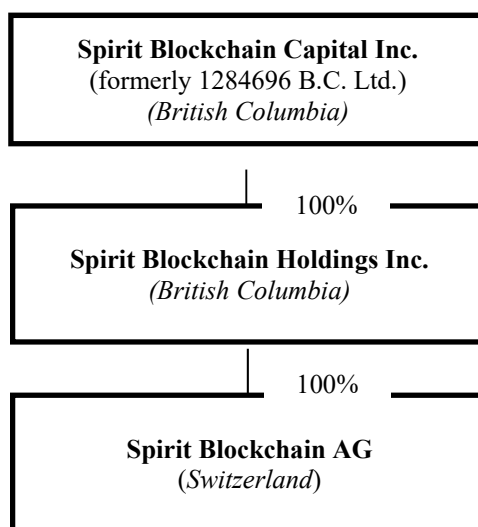 Spirit Blockchain Capital Inc.
(formerly 1284696 B.C. Ltd.)
(British Columbia)
100%
Spirit Blockchain Holdings Inc.
(British Columbia)
100%
Spirit Blockchain AG
(Switzerland)